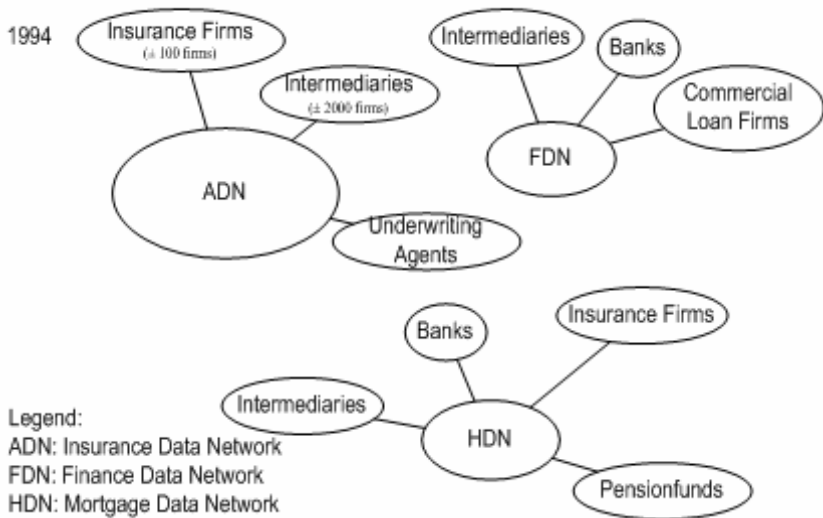 1994
Insurance Firms
(± 100 firms)
Intermediaries
(± 2000 firms)
ADN
Underwriting
Agents
Intermediaries
Banks
Commercial
Loan Firms
FDN
Banks
Insurance Firms
Intermediaries
HDN
Pensionfunds
Legend:
ADN: Insurance Data Network
FDN: Finance Data Network
HDN: Mortgage Data Network